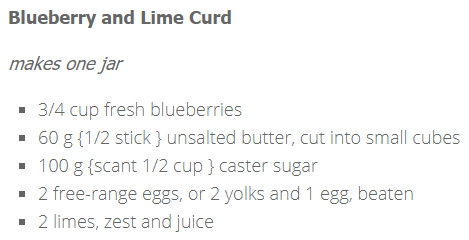 Blueberry and Lime Curd
makes one jar
▪ 3/4 cup fresh blueberries
▪ 60 g {1/2 stick } unsalted butter, cut into small cubes
▪ 100 g {scant 1/2 cup } caster sugar
▪ 2 free-range eggs, or 2 yolks and 1 egg, beaten
▪ 2 limes, zest and juice